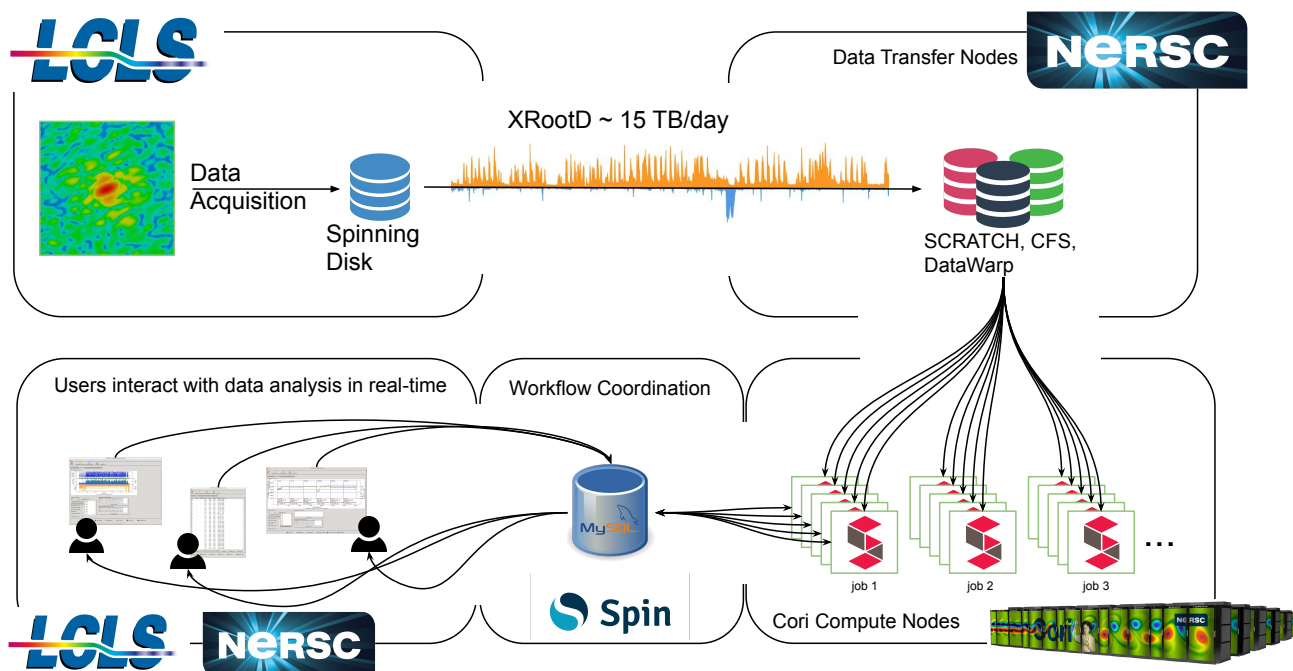 LCLS
Data Transfer Nodes
NERSC
XRootD ~ 15 TB/day
Data
Acquisition
Spinning
Disk
SCRATCH, CFS,
DataWarp
Users interact with data analysis in real-time
Workflow Coordination
MySQL
job 1
job 2
job 3
...
Spin
Cori Compute Nodes
Cori
NERSC
LCLS
NERSC